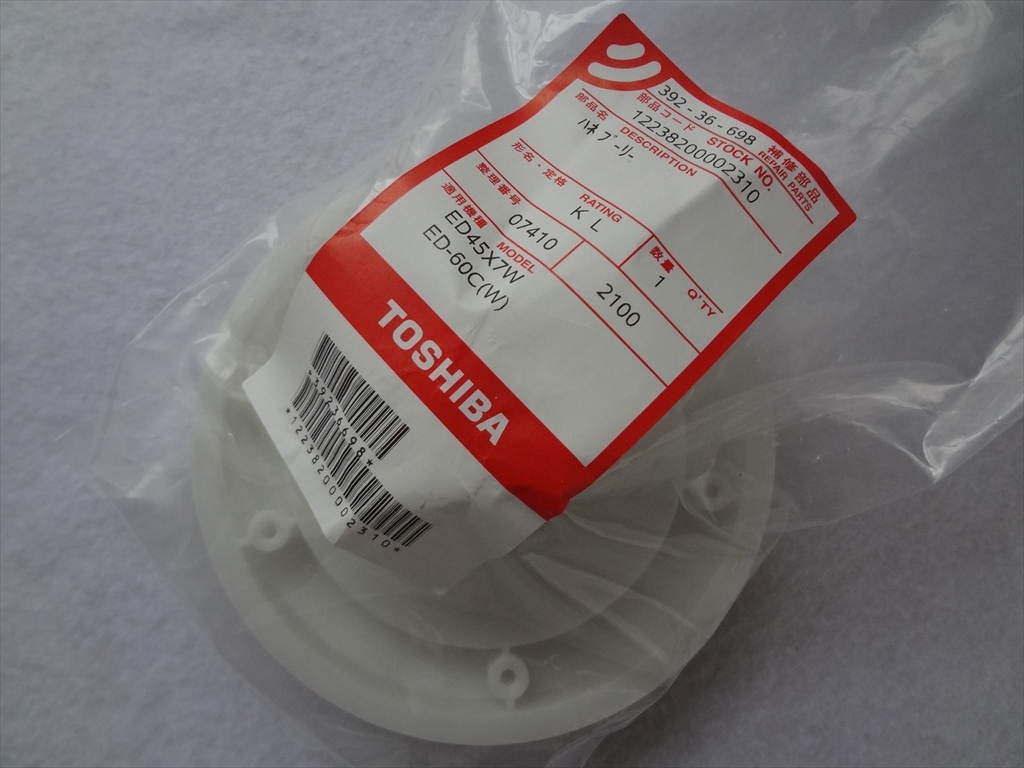 392-36-698 補修部品
REPAIR PARTS
部品コード STOCK NO.
12238200002310
部品名 DESCRIPTION
ハネプーリー
形名・定格 RATING
KL
数量 Q'TY
1
整理番号
07410
2100
適用機種 MODEL
ED45X7W
ED-60C(W)
TOSHIBA
*39236698*
*12238200002310*